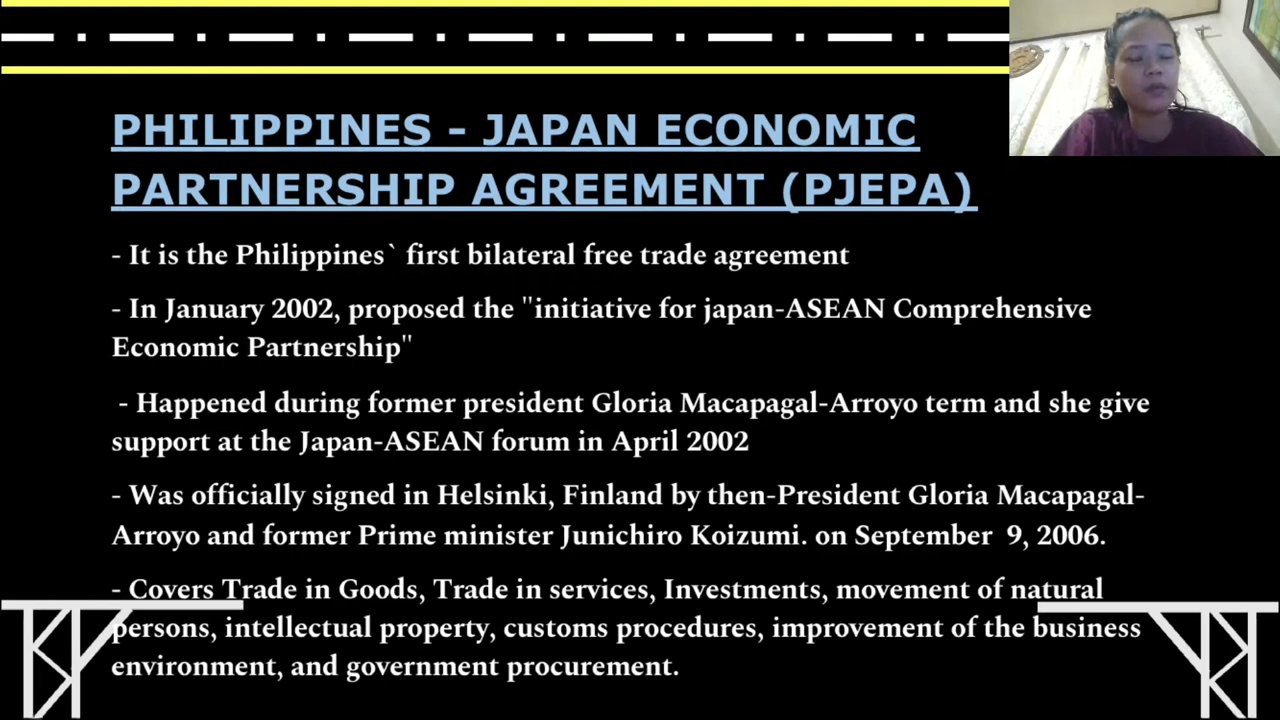 PHILIPPINES - JAPAN ECONOMIC
PARTNERSHIP AGREEMENT (PJEPA)
- It is the Philippines` first bilateral free trade agreement
- In January 2002, proposed the "initiative for japan-ASEAN Comprehensive
Economic Partnership"
- Happened during former president Gloria Macapagal-Arroyo term and she give
support at the Japan-ASEAN forum in April 2002
- Was officially signed in Helsinki, Finland by then-President Gloria Macapagal-
Arroyo and former Prime minister Junichiro Koizumi. on September 9, 2006.
- Covers Trade in Goods, Trade in services, Investments, movement of natural
persons, intellectual property, customs procedures, improvement of the business
environment, and government procurement.